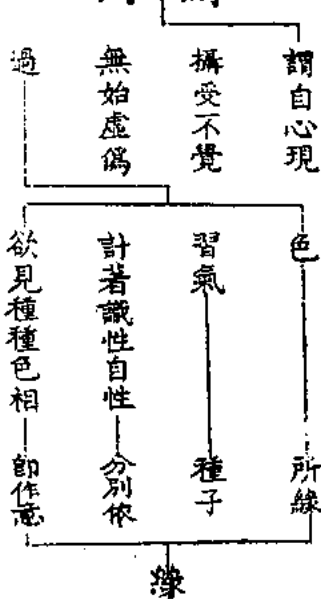 謂自心現
攝受不覺
無始虛偽
過
色
習氣
計著識性自性
欲見種種色相
所緣
種子
分別依
即作意
緣